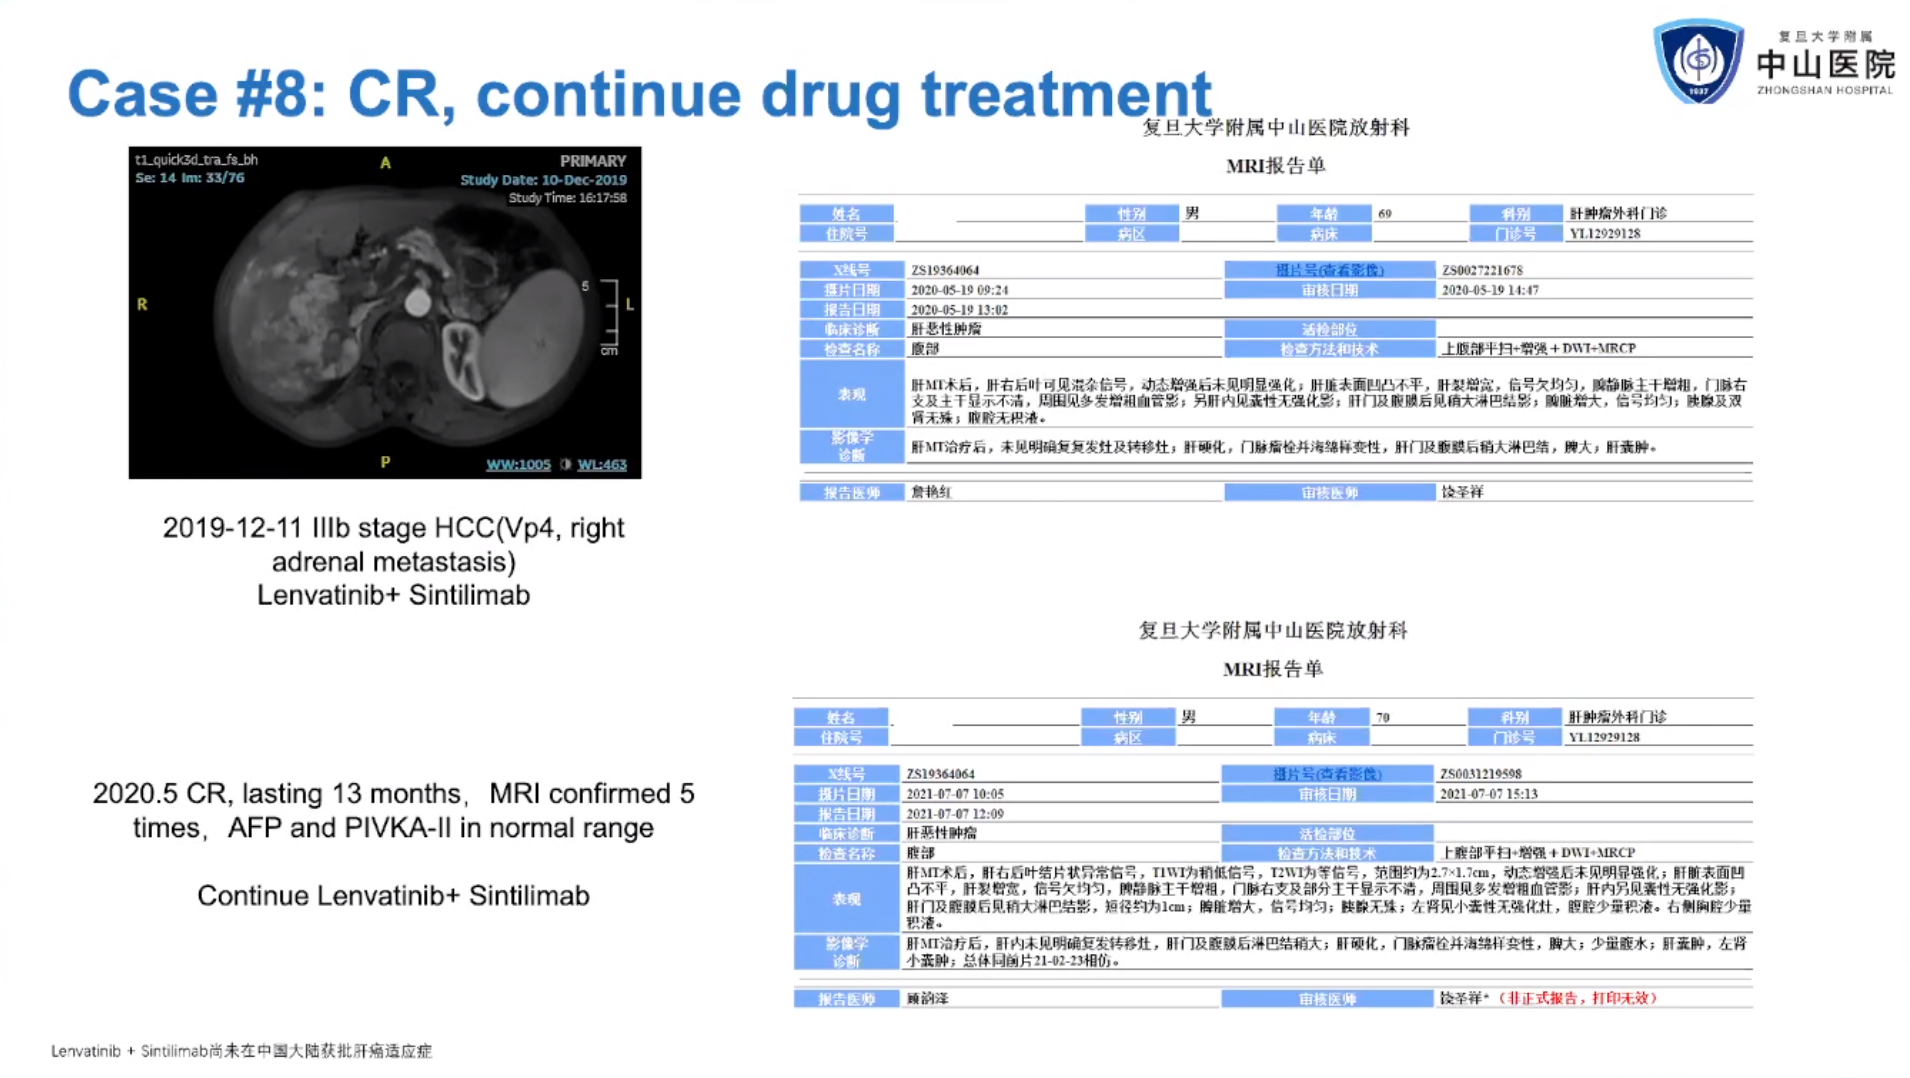 Case #8: CR, continue drug treatment
复旦大学附属
中山医院
ZHONGSHAN HOSPITAL
1937
t1_quick3d_tra_fs_bh
Se: 14 Im: 33/76
A
PRIMARY
Study Date: 10-Dec-2019
Study Time: 16:17:58
R
5
L
cm
P
WW:1005 WL:463
2019-12-11 IIIb stage HCC(Vp4, right
adrenal metastasis)
Lenvatinib+ Sintilimab
2020.5 CR, lasting 13 months, MRI confirmed 5
times, AFP and PIVKA-II in normal range
Continue Lenvatinib+ Sintilimab
复旦大学附属中山医院放射科
MRI报告单
姓名 性别 男 年龄 69 科别 肝肿瘤外科门诊
住院号 病区 病床 门诊号 YL12929128
X线号 ZS19364064 摄片号(查看影像) ZS0027221678
摄片日期 2020-05-19 09:24 审核日期 2020-05-19 14:47
报告日期 2020-05-19 13:02
临床诊断 肝恶性肿瘤 活检部位
检查名称 腹部 检查方法和技术 上腹部平扫+增强+DWI+MRCP
表现
肝MT术后，肝右后叶可见混杂信号，动态增强后未见明显强化；肝脏表面凹凸不平，肝裂增宽，信号欠均匀，脾静脉主干增粗，门脉右
支及主干显示不清，周围见多发增粗血管影；另肝内见囊性无强化影；肝门及腹膜后见稍大淋巴结影；脾脏增大，信号均匀；胰腺及双
肾无殊；腹腔无积液。
影像学
诊断
肝MT治疗后，未见明确复复发灶及转移灶；肝硬化，门脉瘤栓并海绵样变性，肝门及腹膜后稍大淋巴结，脾大；肝囊肿。
报告医师 詹艳红 审核医师 饶圣祥
复旦大学附属中山医院放射科
MRI报告单
姓名 性别 男 年龄 70 科别 肝肿瘤外科门诊
住院号 病区 病床 门诊号 YL12929128
X线号 ZS19364064 摄片号(查看影像) ZS0031219598
摄片日期 2021-07-07 10:05 审核日期 2021-07-07 15:13
报告日期 2021-07-07 12:09
临床诊断 肝恶性肿瘤 活检部位
检查名称 腹部 检查方法和技术 上腹部平扫+增强+DWI+MRCP
表现
肝MT术后，肝右后叶结片状异常信号，T1WI为稍低信号，T2WI为等信号，范围约为2.7×1.7cm，动态增强后未见明显强化；肝脏表面凹
凸不平，肝裂增宽，信号欠均匀，脾静脉主干增粗，门脉右支及部分主干显示不清，周围见多发增粗血管影；肝内另见囊性无强化影；
肝门及腹膜后见稍大淋巴结影，短径约为1cm；脾脏增大，信号均匀；胰腺无殊；左肾见小囊性无强化灶，腹腔少量积液。右侧胸腔少量
积液。
影像学
诊断
肝MT治疗后，肝内未见明确复发转移灶，肝门及腹膜后淋巴结稍大；肝硬化，门脉瘤栓并海绵样变性，脾大；少量腹水；肝囊肿，左肾
小囊肿；总体同前片21-02-23相仿。
报告医师 顾韵泽 审核医师 饶圣祥*（非正式报告，打印无效）
Lenvatinib + Sintilimab尚未在中国大陆获批肝癌适应症